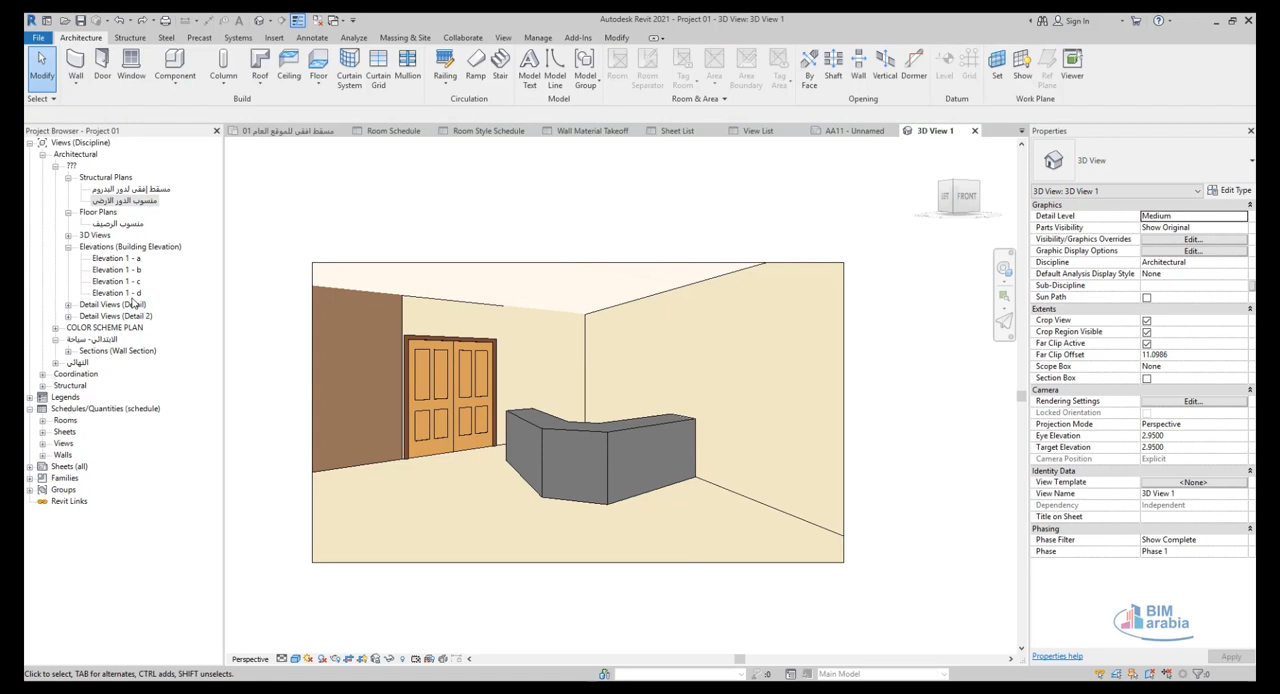 Autodesk Revit 2021 - Project 01 - 3D View: 3D View 1
Sign In
File Architecture Structure Steel Precast Systems Insert Annotate Analyze Massing & Site Collaborate View Manage Add-Ins Modify
Modify Wall Door Window Component Column Roof Ceiling Floor Curtain System Curtain Grid Mullion Railing Ramp Stair Model Text Model Line Model Group Room Room Separator Tag Room Area Area Boundary Tag Area By Face Shaft Wall Vertical Dormer Level Grid Set Show Ref Plane Viewer
Select Build Circulation Model Room & Area Opening Datum Work Plane
Project Browser - Project 01
Views (Discipline)
Architectural
???
Structural Plans
مسقط إفقى لدور البدروم
منسوب الدور الارضى
Floor Plans
منسوب الرصيف
3D Views
Elevations (Building Elevation)
Elevation 1 - a
Elevation 1 - b
Elevation 1 - c
Elevation 1 - d
Detail Views (Detail)
Detail Views (Detail 2)
COLOR SCHEME PLAN
الابتدائي- سياحة
Sections (Wall Section)
النهائي
Coordination
Structural
Legends
Schedules/Quantities (schedule)
Rooms
Sheets
Views
Walls
Sheets (all)
Families
Groups
Revit Links
مسقط افقى للموقع العام 01 Room Schedule Room Style Schedule Wall Material Takeoff Sheet List View List AA11 - Unnamed 3D View 1
FRONT
Properties
3D View
3D View: 3D View 1 Edit Type
Graphics
Detail Level Medium
Parts Visibility Show Original
Visibility/Graphics Overrides Edit...
Graphic Display Options Edit...
Discipline Architectural
Default Analysis Display Style None
Sub-Discipline
Sun Path
Extents
Crop View
Crop Region Visible
Far Clip Active
Far Clip Offset 11.0986
Scope Box None
Section Box
Camera
Rendering Settings Edit...
Locked Orientation
Projection Mode Perspective
Eye Elevation 2.9500
Target Elevation 2.9500
Camera Position Explicit
Identity Data
View Template <None>
View Name 3D View 1
Dependency Independent
Title on Sheet
Phasing
Phase Filter Show Complete
Phase Phase 1
BIM
arabia
Properties help Apply
Perspective
Click to select, TAB for alternates, CTRL adds, SHIFT unselects.
:0 Main Model :0